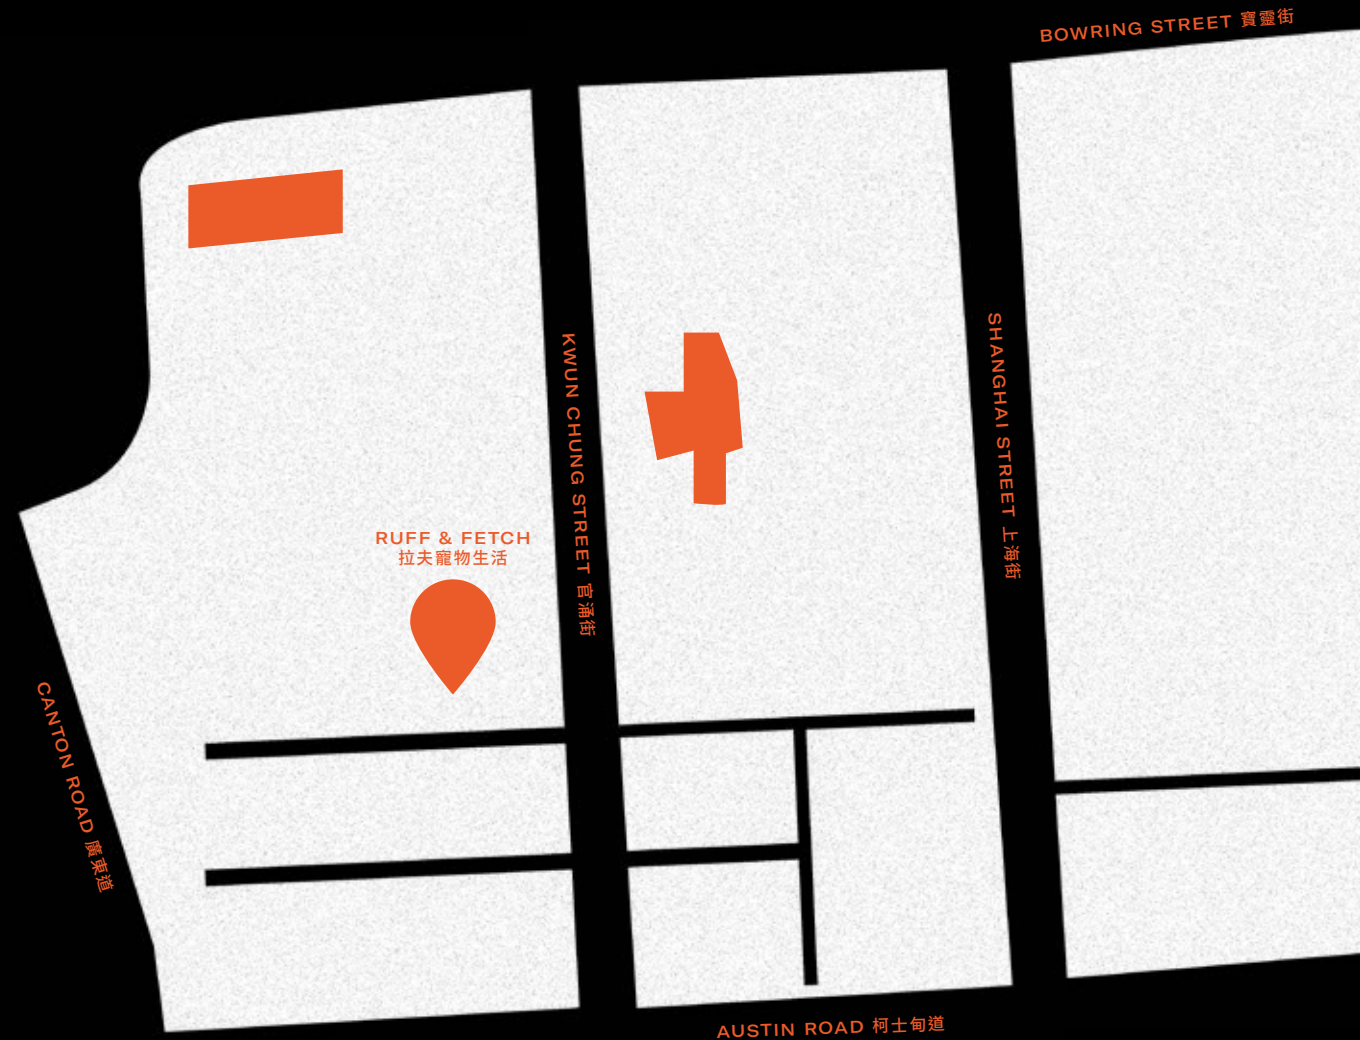 BOWRING STREET 寶靈街
KWUN CHUNG STREET 官涌街
SHANGHAI STREET 上海街
RUFF & FETCH
拉夫寵物生活
CANTON ROAD 廣東道
AUSTIN ROAD 柯士甸道